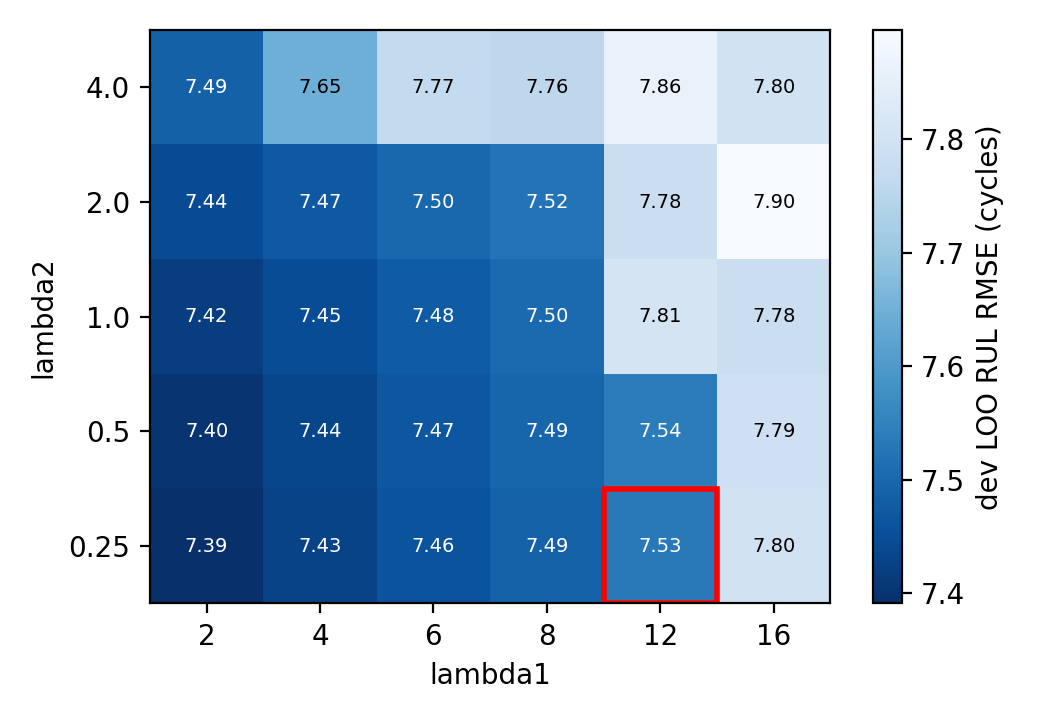 4.0 7.49 7.65 7.77 7.76 7.86 7.80
2.0 7.44 7.47 7.50 7.52 7.78 7.90
1.0 7.42 7.45 7.48 7.50 7.81 7.78
0.5 7.40 7.44 7.47 7.49 7.54 7.79
0.25 7.39 7.43 7.46 7.49 7.53 7.80
2 4 6 8 12 16
lambda1
lambda2
7.8
7.7
7.6
7.5
7.4
dev LOO RUL RMSE (cycles)